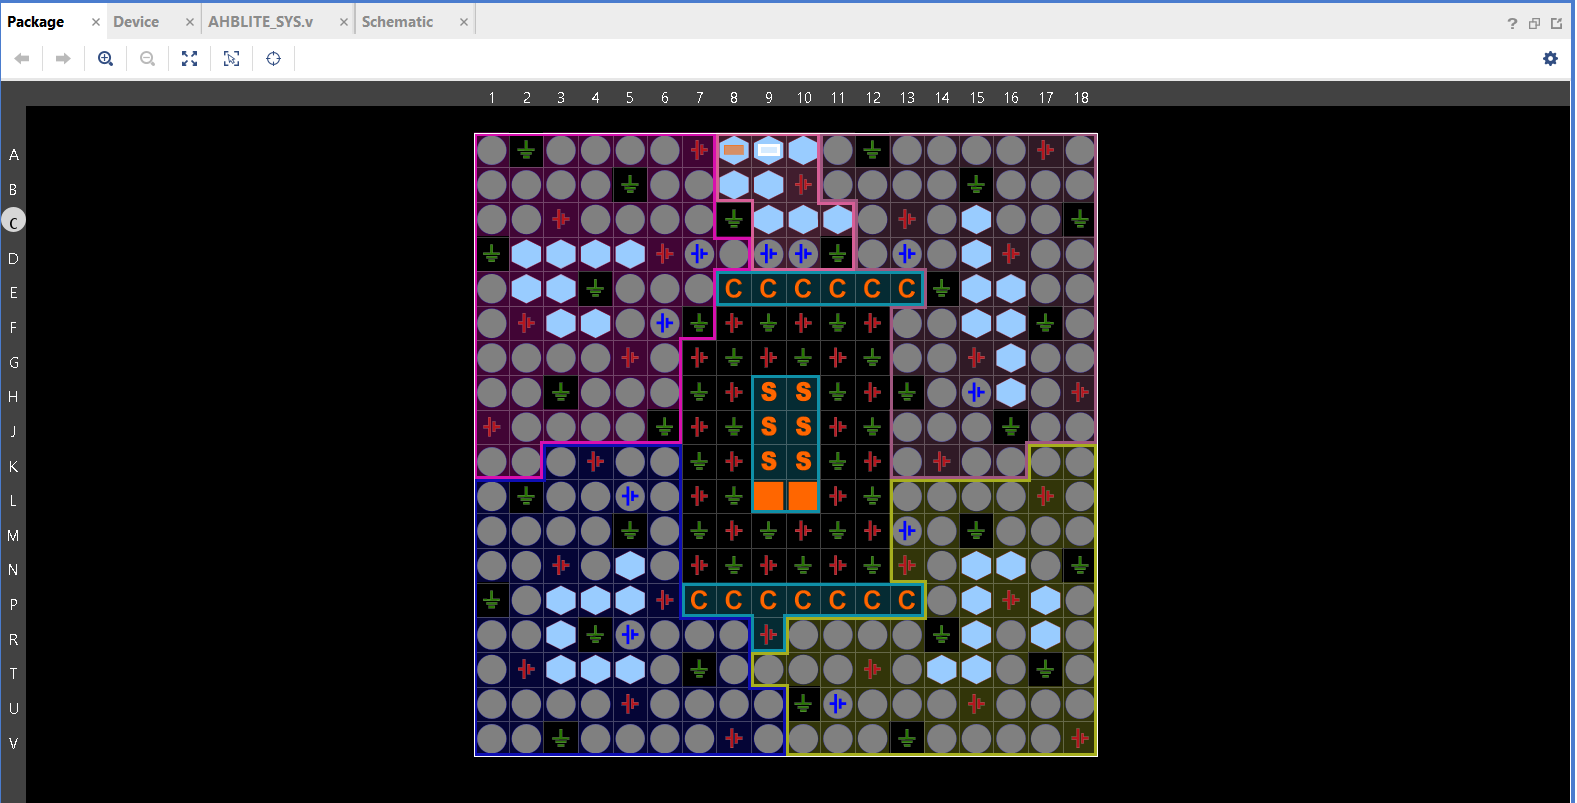 Package × Device × AHBLITE_SYS.v × Schematic × ?
1 2 3 4 5 6 7 8 9 10 11 12 13 14 15 16 17 18
A
B
C
D
E C C C C C C
F
G
H S S
J S S
K S S
L
M
N
P C C C C C C C
R
T
U
V